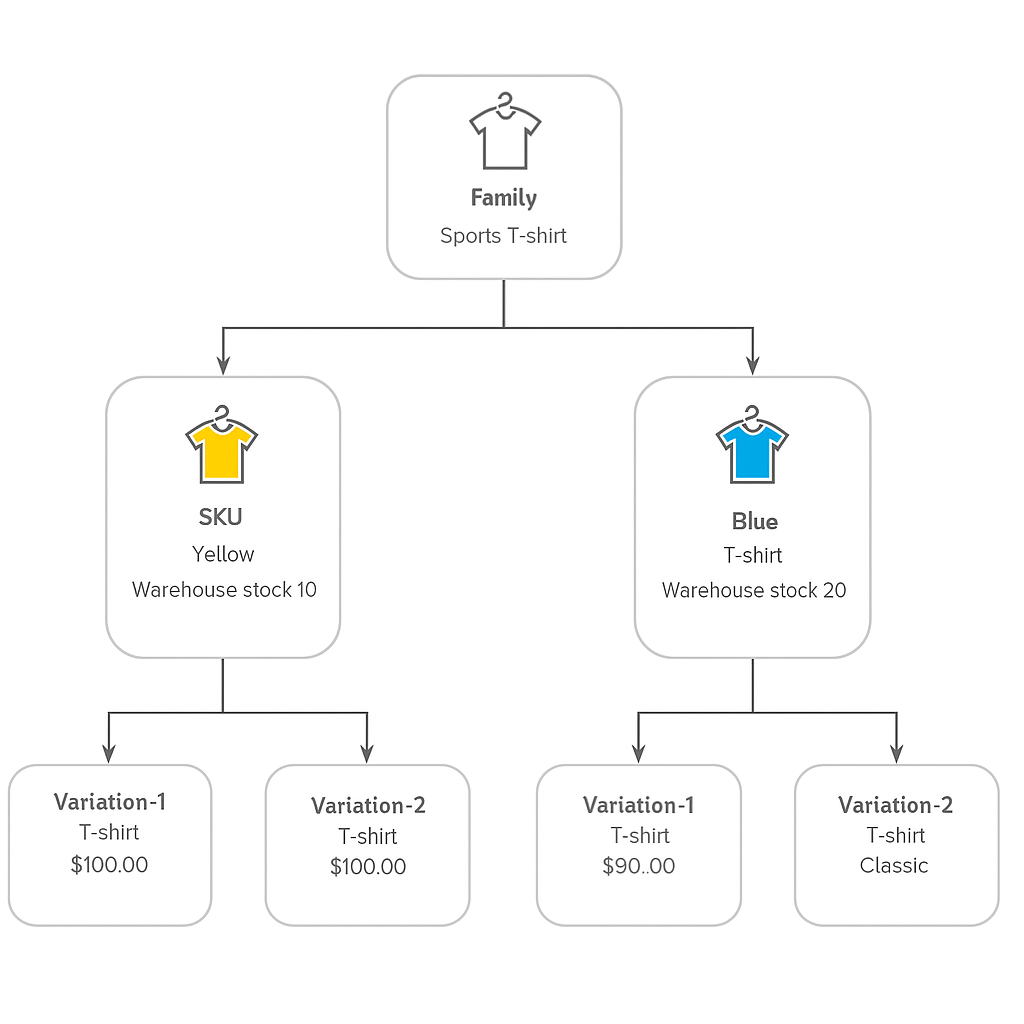 Family
Sports T-shirt
SKU
Yellow
Warehouse stock 10
Blue
T-shirt
Warehouse stock 20
Variation-1
T-shirt
$100.00
Variation-2
T-shirt
$100.00
Variation-1
T-shirt
$90..00
Variation-2
T-shirt
Classic